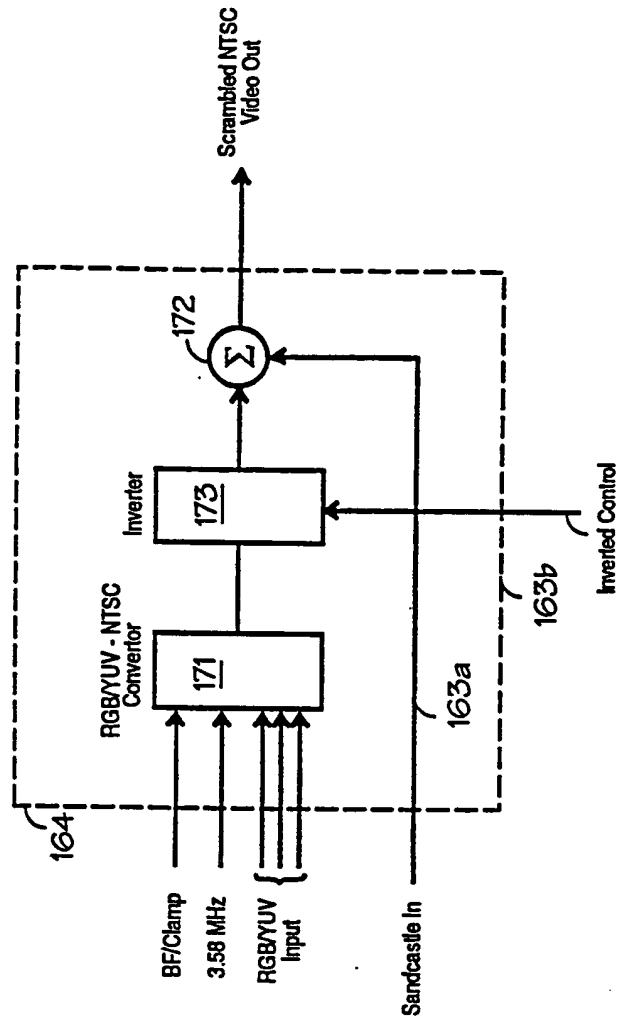 164
BF/Clamp
3.58 MHz
RGB/YUV
Input
Sandcastle In
RGB/YUV - NTSC
Convertor
171
Inverter
173
172
Σ
Scrambled NTSC
Video Out
163a
163b
Inverted Control